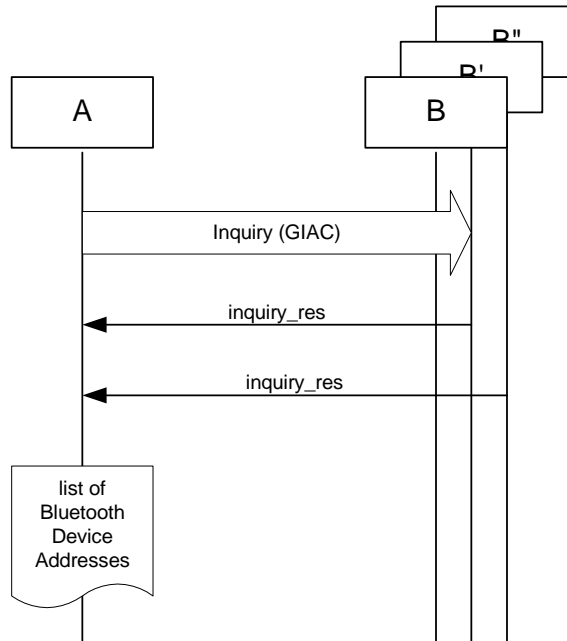 B"
B'
A
B
Inquiry (GIAC)
inquiry_res
inquiry_res
list of
Bluetooth
Device
Addresses